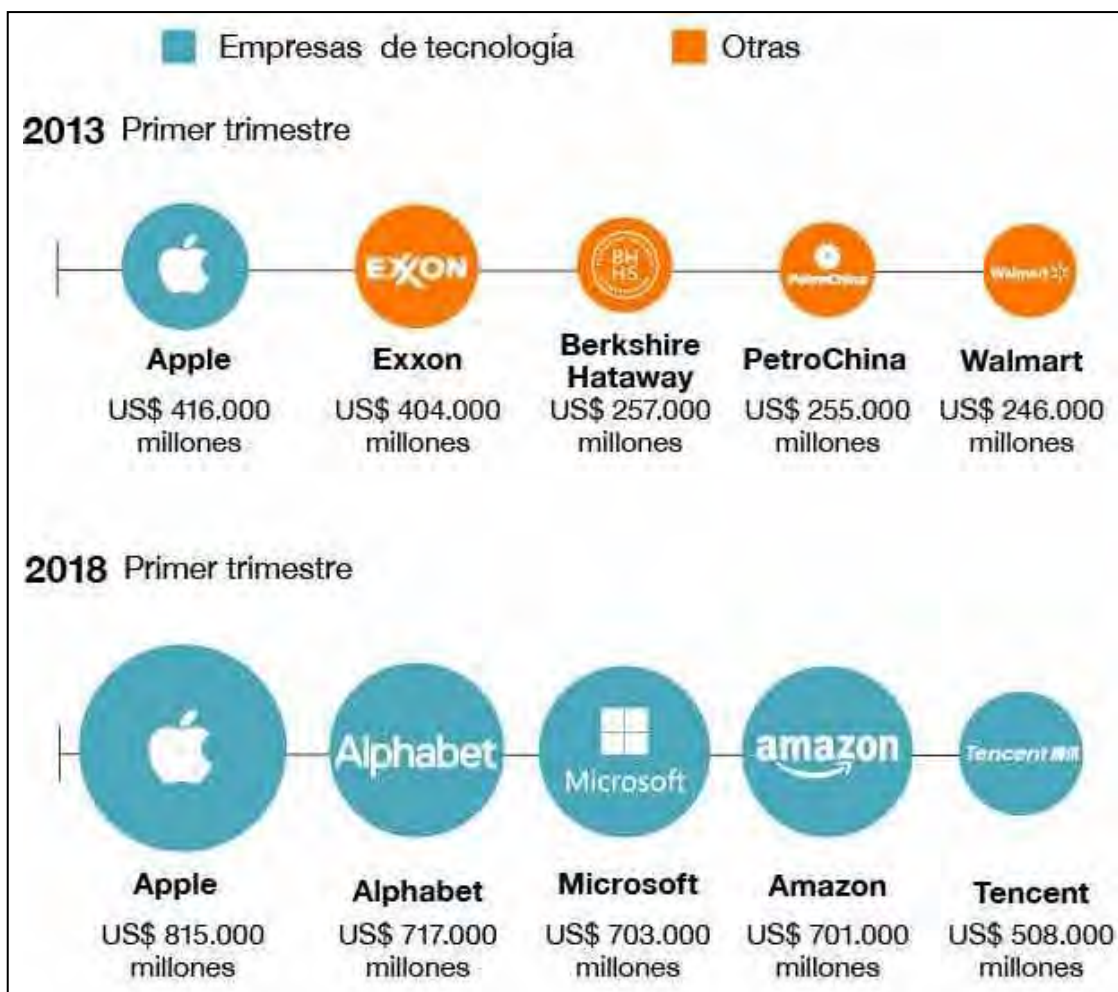 Empresas de tecnología
Otras
2013 Primer trimestre
EXXON
BH
HS
PetroChina
Walmart
Apple
US$ 416.000
millones
Exxon
US$ 404.000
millones
Berkshire
Hataway
US$ 257.000
millones
PetroChina
US$ 255.000
millones
Walmart
US$ 246.000
millones
2018 Primer trimestre
Alphabet
Microsoft
amazon
Tencent 腾讯
Apple
US$ 815.000
millones
Alphabet
US$ 717.000
millones
Microsoft
US$ 703.000
millones
Amazon
US$ 701.000
millones
Tencent
US$ 508.000
millones